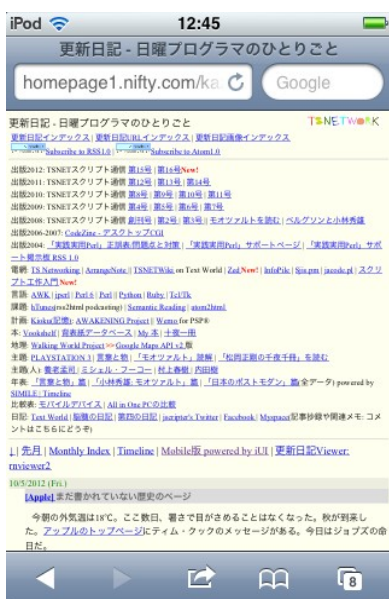 iPod 12:45
更新日記 - 日曜プログラマのひとりごと
homepage1.nifty.com/ka Google
更新日記 - 日曜プログラマのひとりごと TSNETWoRK
更新日記インデックス | 更新日記URLインデックス | 更新日記画像インデックス
Subscribe to RSS1.0 | Subscribe to Atom1.0
出版2012: TSNETスクリプト通信 第15号 | 第16号New!
出版2011: TSNETスクリプト通信 第12号 | 第13号 | 第14号
出版2010: TSNETスクリプト通信 第8号 | 第9号 | 第10号 | 第11号
出版2009: TSNETスクリプト通信 第4号 | 第5号 | 第6号 | 第7号
出版2008: TSNETスクリプト通信 創刊号 | 第2号 | 第3号 || モオツァルトを読む | ベルグソンと小林秀雄
出版2006-2007: CodeZine - デスクトップCGI
出版2004: 「実践実用Perl」正誤表・問題点と対策 | 「実践実用Perl」サポートページ | 「実践実用Perl」サポ
ート掲示板 RSS 1.0
電網: TS Networking | ArrangeNote || TSNETWiki on Text World | Zed New! | InfoPile | Sjis.pm | jacode.pl | スクリ
プト工作入門 New!
言語: AWK | jperl | Perl 6 | Perl || Python | Ruby | Tcl/Tk
課題: hTunes(rss2html podcasting) | Semantic Reading | atom2html
計画: Kioku(記憶): AWAKENING Project || Wemo for PSP®
本: Yookshelf | 背表紙データベース | My 本 | 十夜一冊
地理: Walking World Project >> Google Maps API v2 版
主題: PLAYSTATION 3 | 言葉と物 | 「モオツァルト」読解 | 「松岡正剛の千夜千冊」を読む
主題(人): 養老孟司 | ミシェル・フーコー | 村上春樹 | 内田樹
年表: 「言葉と物」篇 | 「小林秀雄: モオツァルト」篇 | 「日本のポストモダン」篇(全データ) powered by
SIMILE | Timeline
比較表: モバイルデバイス | All in One PCの比較
日記: Text World | 脳髄の日記 | 第四の日記 | jscripter's Twitter | Facebook | Myspace(記事抄録や関連メモ: コメ
ントはこちらにどうぞ)
↓ | 先月 | Monthly Index | Timeline | Mobile版 powered by iUI | 更新日記Viewer:
rnviewer2
10/5/2012 (Fri.)
[Apple] まだ書かれていない歴史のページ
今朝の外気温は18℃。ここ数日、暑さで目がさめることはなくなった。秋が到来し
た。アップルのトップページにティム・クックのメッセージがある。今日はジョブズの命
日だ。
8